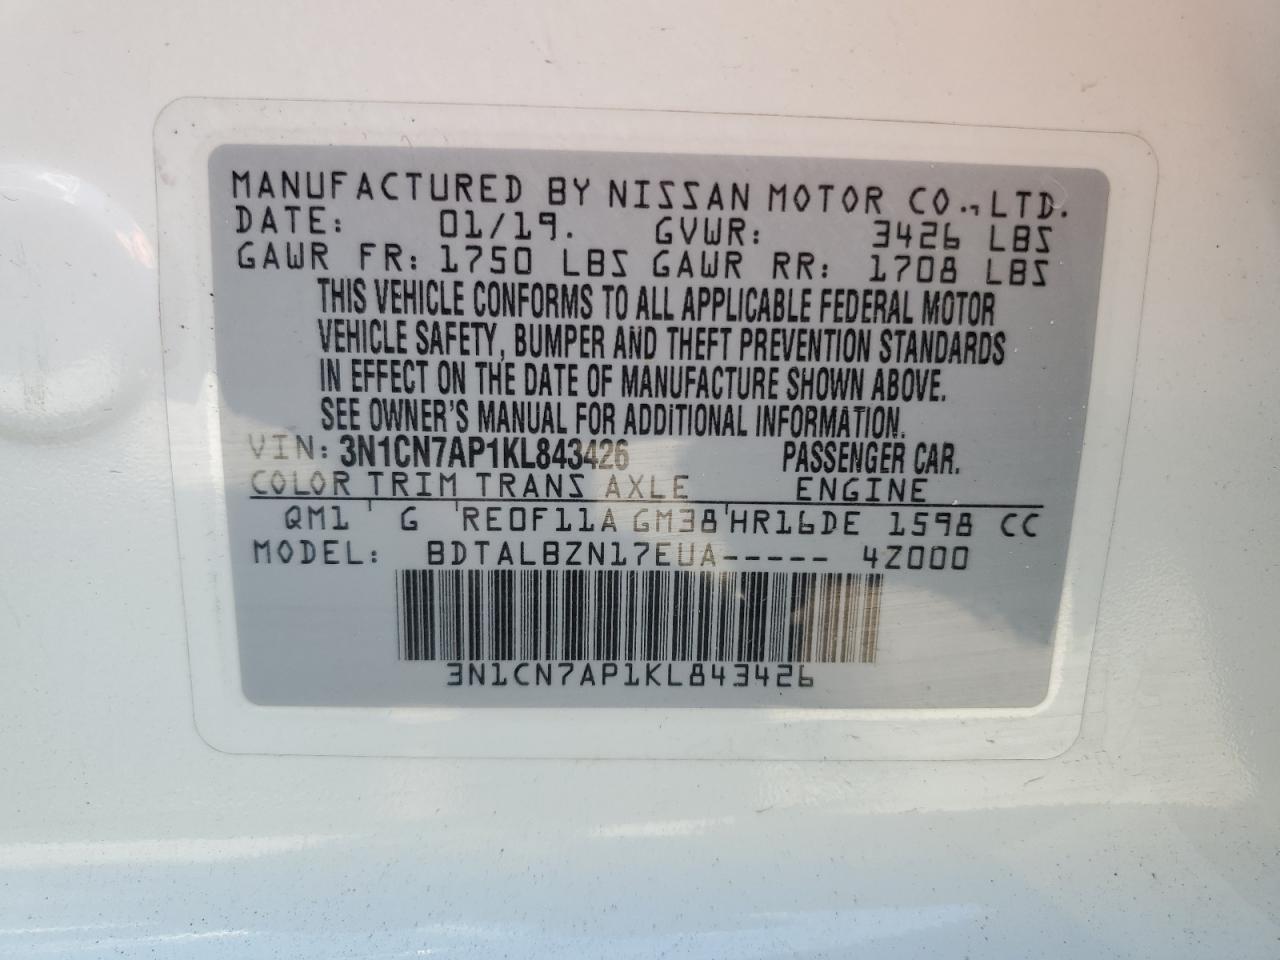 MANUFACTURED BY NISSAN MOTOR CO., LTD.
DATE: 01/19. GVWR: 3426 LBS
GAWR FR: 1750 LBS GAWR RR: 1708 LBS
THIS VEHICLE CONFORMS TO ALL APPLICABLE FEDERAL MOTOR
VEHICLE SAFETY, BUMPER AND THEFT PREVENTION STANDARDS
IN EFFECT ON THE DATE OF MANUFACTURE SHOWN ABOVE.
SEE OWNER'S MANUAL FOR ADDITIONAL INFORMATION.
VIN: 3N1CN7AP1KL843426 PASSENGER CAR.
COLOR TRIM TRANS AXLE ENGINE
QM1 ' G ' RE0F11A GM38 ' HR16DE 1598 CC
MODEL: BDTALBZN17EUA----- 4Z000
3N1CN7AP1KL843426